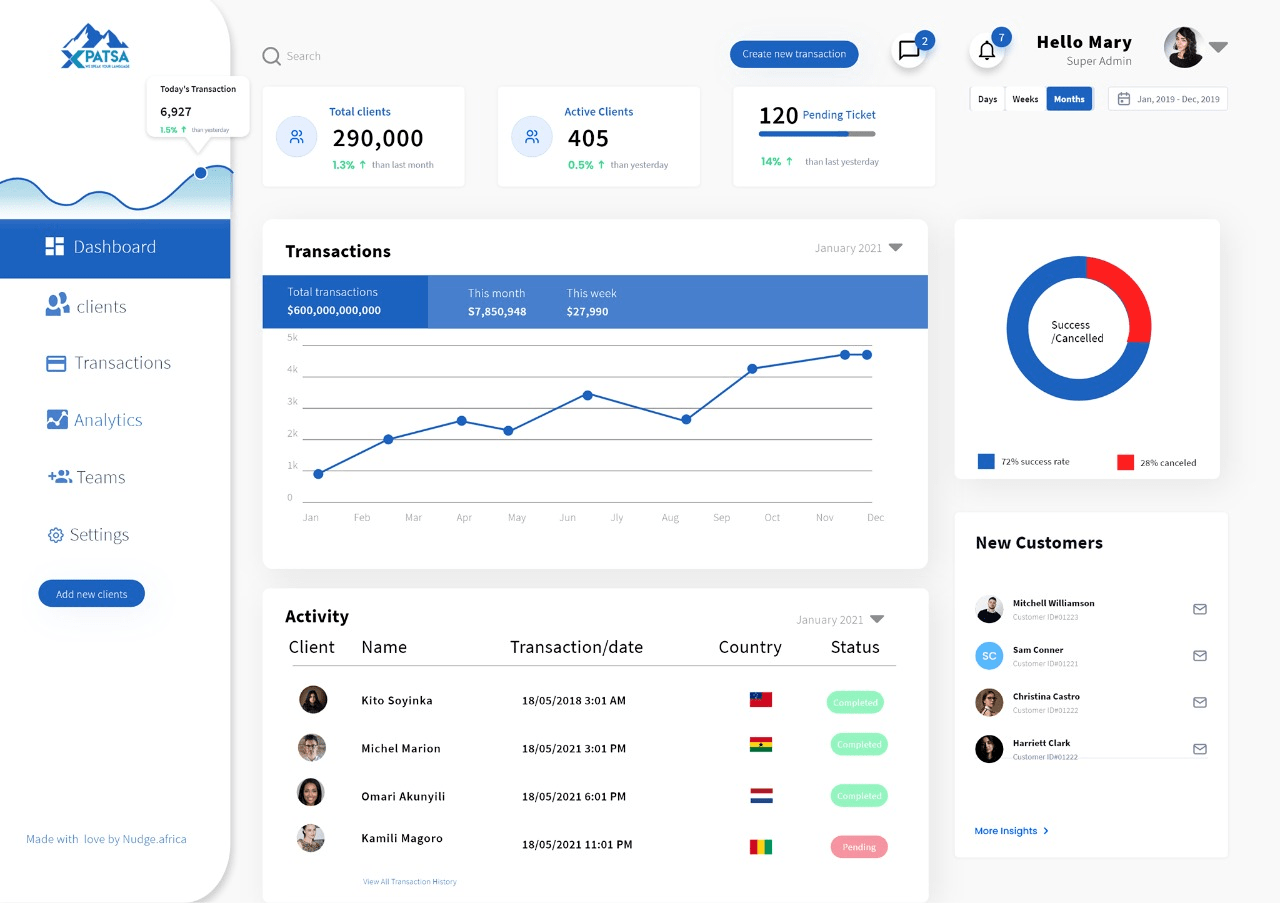 XPATSA
WE SPEAK YOUR LANGUAGE
Today's Transaction
6,927
1.5% ↑ than yesterday
Dashboard
clients
Transactions
Analytics
Teams
Settings
Add new clients
Made with love by Nudge.africa
Search
Create new transaction
2
7
Hello Mary
Super Admin
Days Weeks Months
Jan, 2019 - Dec, 2019
Total clients
290,000
1.3% ↑ than last month
Active Clients
405
0.5% ↑ than yesterday
120 Pending Ticket
14% ↑ than last yesterday
Transactions
January 2021
Total transactions
$600,000,000,000
This month
$7,850,948
This week
$27,990
5k
4k
3k
2k
1k
0
Jan Feb Mar Apr May Jun Jly Aug Sep Oct Nov Dec
Success
/Cancelled
72% success rate
28% canceled
Activity
January 2021
Client Name Transaction/date Country Status
Kito Soyinka 18/05/2018 3:01 AM Completed
Michel Marion 18/05/2021 3:01 PM Completed
Omari Akunyili 18/05/2021 6:01 PM Completed
Kamili Magoro 18/05/2021 11:01 PM Pending
View All Transaction History
New Customers
Mitchell Williamson
Customer ID#01223
SC
Sam Conner
Customer ID#01221
Christina Castro
Customer ID#01222
Harriett Clark
Customer ID#01222
More Insights >